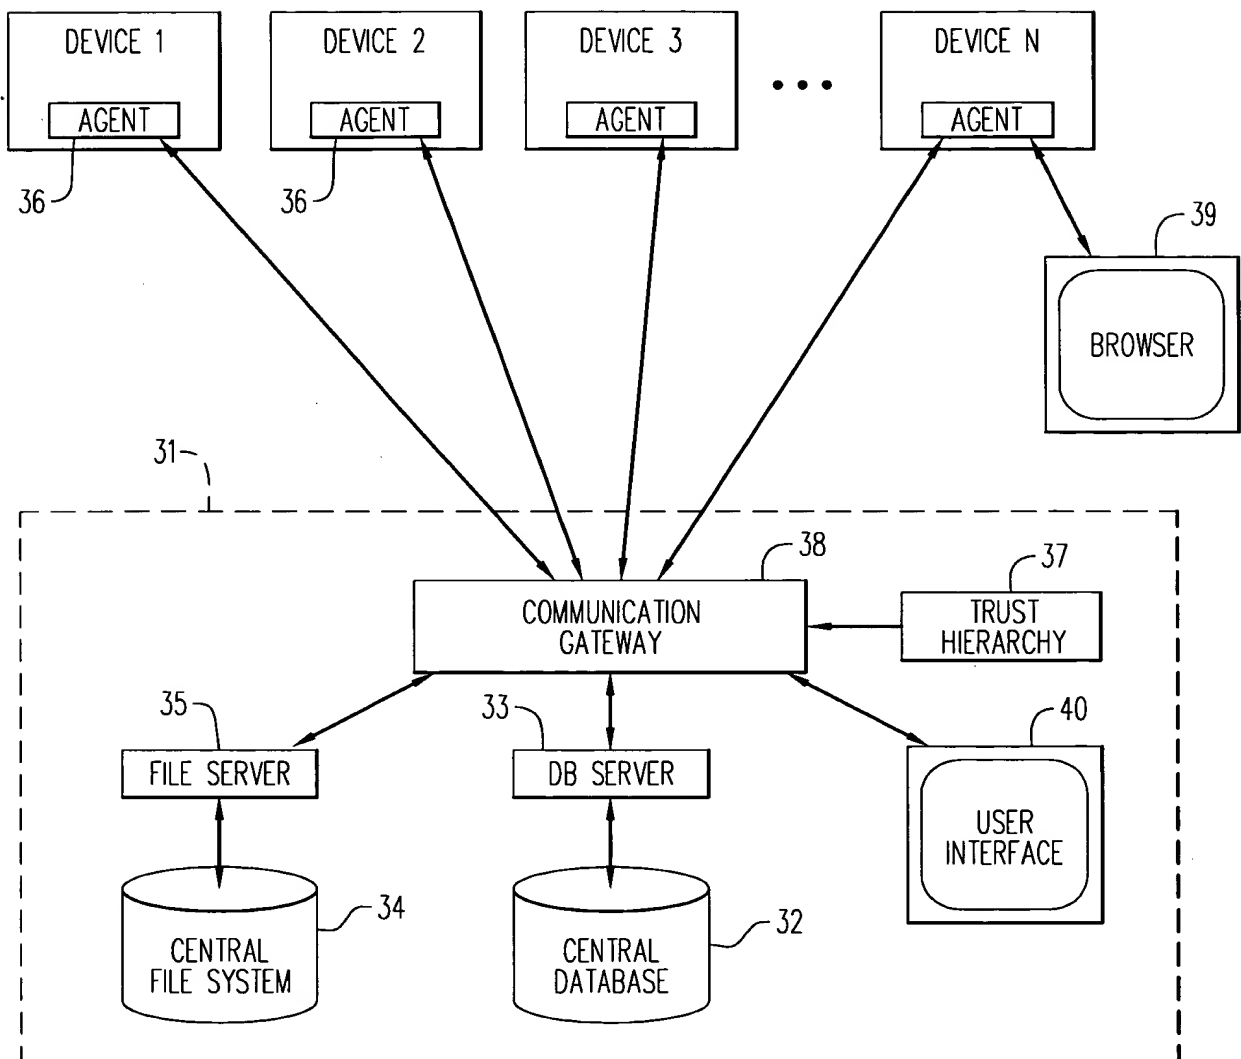 DEVICE 1
DEVICE 2
DEVICE 3
DEVICE N
AGENT
AGENT
AGENT
AGENT
36
36
39
BROWSER
31
38
37
COMMUNICATION
GATEWAY
TRUST
HIERARCHY
35
33
40
FILE SERVER
DB SERVER
USER
INTERFACE
34
32
CENTRAL
FILE SYSTEM
CENTRAL
DATABASE